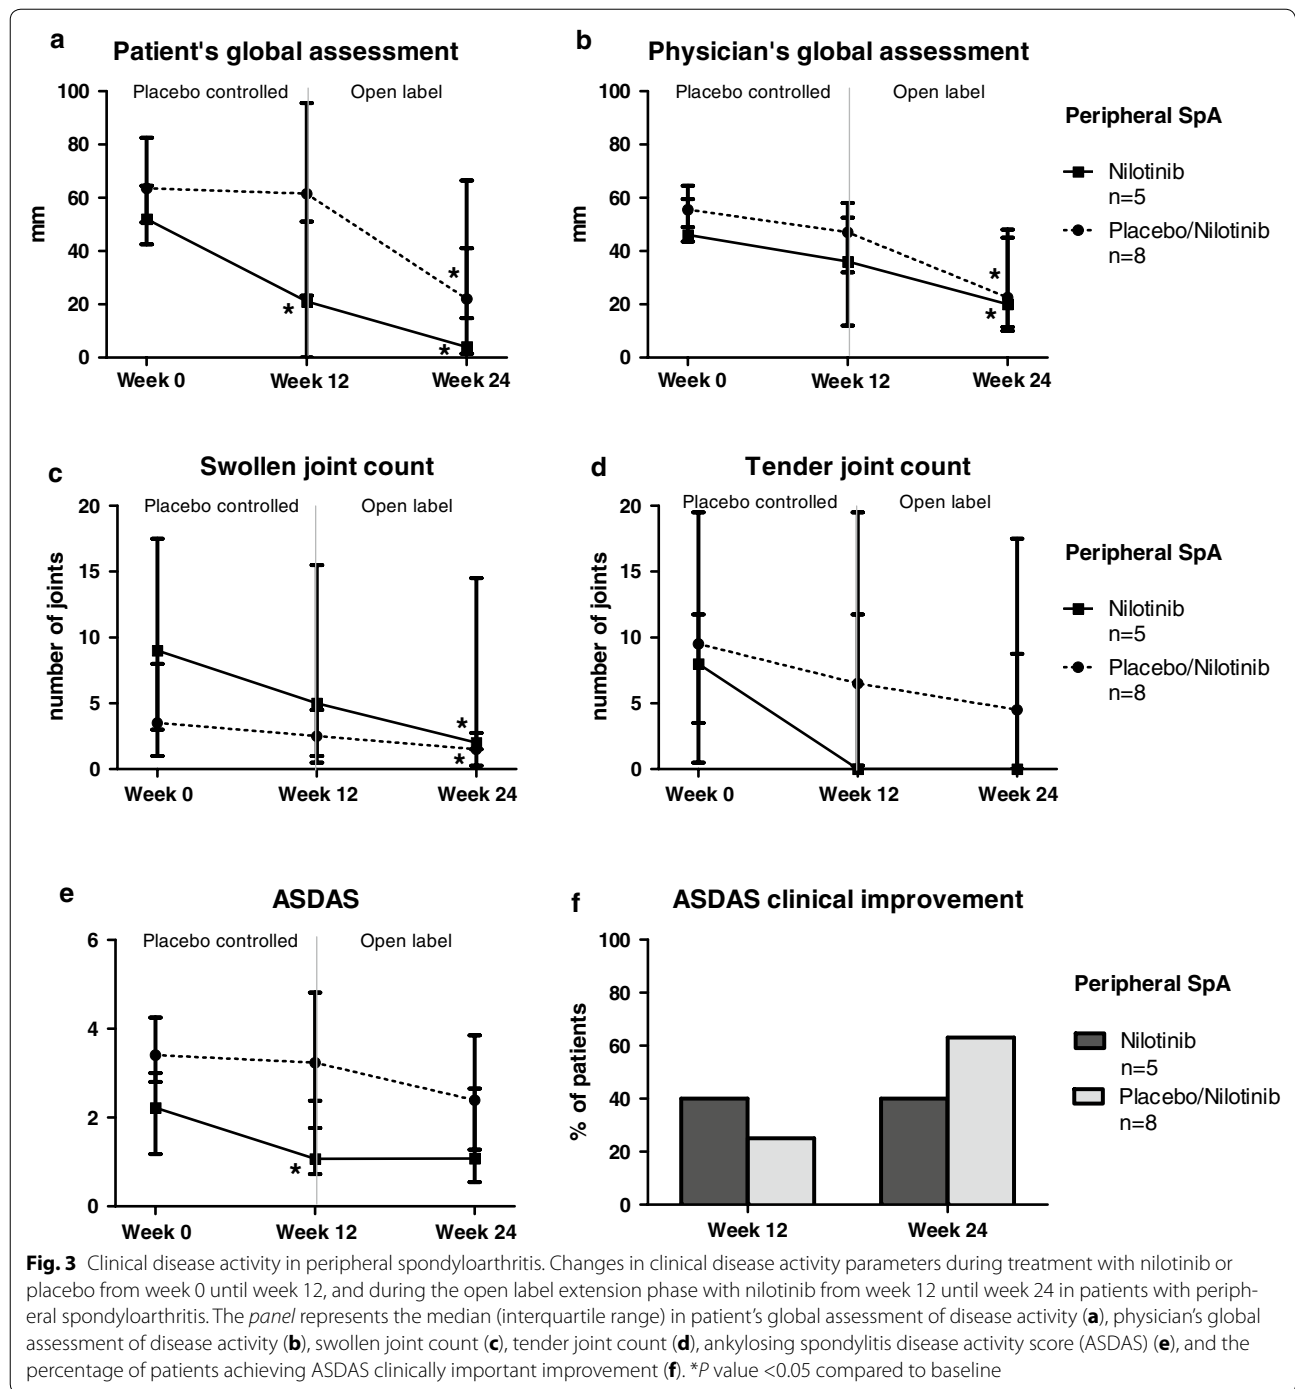 a
Patient's global assessment
Placebo controlled Open label
100
80
60
40
20
0
mm
Week 0 Week 12 Week 24
*
*
*
b
Physician's global assessment
Placebo controlled Open label
100
80
60
40
20
0
mm
Week 0 Week 12 Week 24
*
*
Peripheral SpA
Nilotinib
n=5
Placebo/Nilotinib
n=8
c
Swollen joint count
Placebo controlled Open label
20
15
10
5
0
number of joints
Week 0 Week 12 Week 24
*
*
d
Tender joint count
Placebo controlled Open label
20
15
10
5
0
number of joints
Week 0 Week 12 Week 24
Peripheral SpA
Nilotinib
n=5
Placebo/Nilotinib
n=8
e
ASDAS
Placebo controlled Open label
6
4
2
0
Week 0 Week 12 Week 24
*
f
ASDAS clinical improvement
100
80
60
40
20
0
% of patients
Week 12 Week 24
Peripheral SpA
Nilotinib
n=5
Placebo/Nilotinib
n=8
Fig. 3 Clinical disease activity in peripheral spondyloarthritis. Changes in clinical disease activity parameters during treatment with nilotinib or
placebo from week 0 until week 12, and during the open label extension phase with nilotinib from week 12 until week 24 in patients with periph-
eral spondyloarthritis. The panel represents the median (interquartile range) in patient's global assessment of disease activity (a), physician's global
assessment of disease activity (b), swollen joint count (c), tender joint count (d), ankylosing spondylitis disease activity score (ASDAS) (e), and the
percentage of patients achieving ASDAS clinically important improvement (f). *P value <0.05 compared to baseline